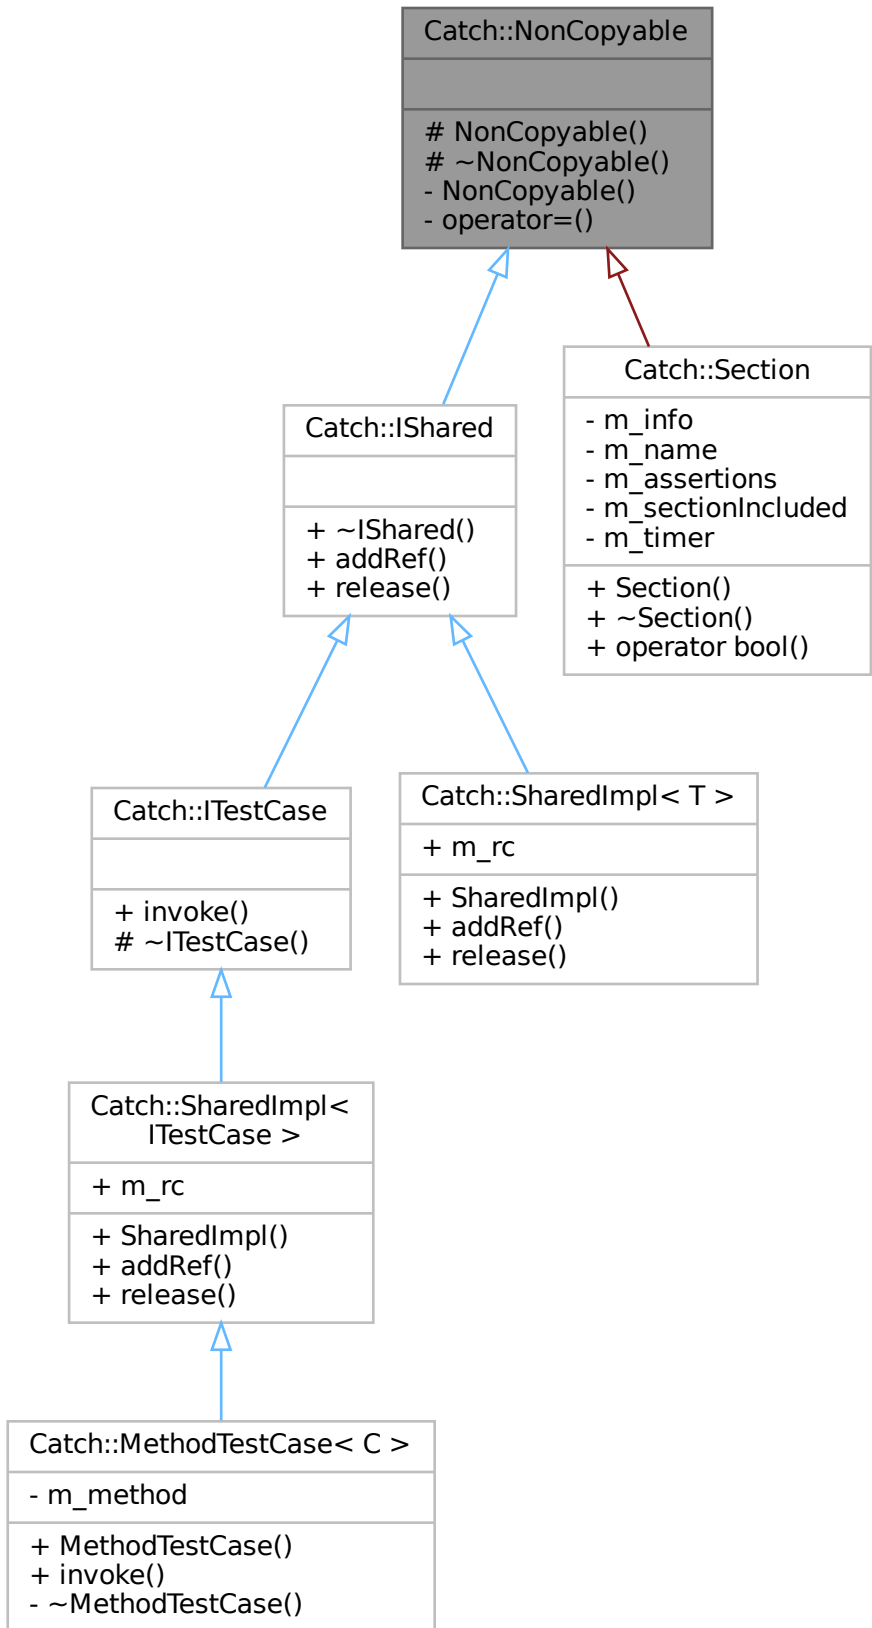 Catch::NonCopyable
# NonCopyable()
# ~NonCopyable()
- NonCopyable()
- operator=()
Catch::Section
- m_info
- m_name
- m_assertions
- m_sectionIncluded
- m_timer
+ Section()
+ ~Section()
+ operator bool()
Catch::IShared
+ ~IShared()
+ addRef()
+ release()
Catch::ITestCase
+ invoke()
# ~ITestCase()
Catch::SharedImpl< T >
+ m_rc
+ SharedImpl()
+ addRef()
+ release()
Catch::SharedImpl<
ITestCase >
+ m_rc
+ SharedImpl()
+ addRef()
+ release()
Catch::MethodTestCase< C >
- m_method
+ MethodTestCase()
+ invoke()
- ~MethodTestCase()